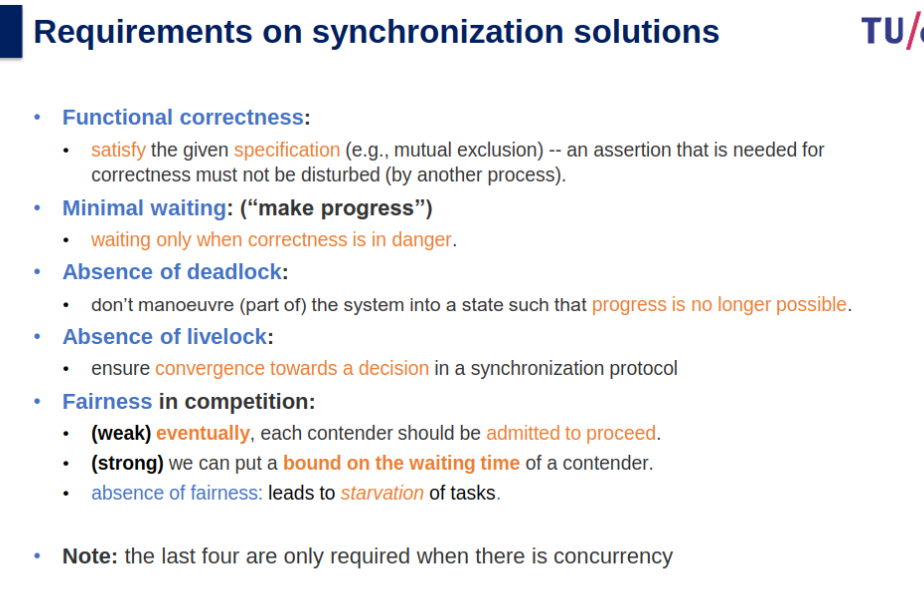 Requirements on synchronization solutions
TU/
• Functional correctness:
• satisfy the given specification (e.g., mutual exclusion) -- an assertion that is needed for
correctness must not be disturbed (by another process).
• Minimal waiting: (“make progress”)
• waiting only when correctness is in danger.
• Absence of deadlock:
• don’t manoeuvre (part of) the system into a state such that progress is no longer possible.
• Absence of livelock:
• ensure convergence towards a decision in a synchronization protocol
• Fairness in competition:
• (weak) eventually, each contender should be admitted to proceed.
• (strong) we can put a bound on the waiting time of a contender.
• absence of fairness: leads to starvation of tasks.
• Note: the last four are only required when there is concurrency